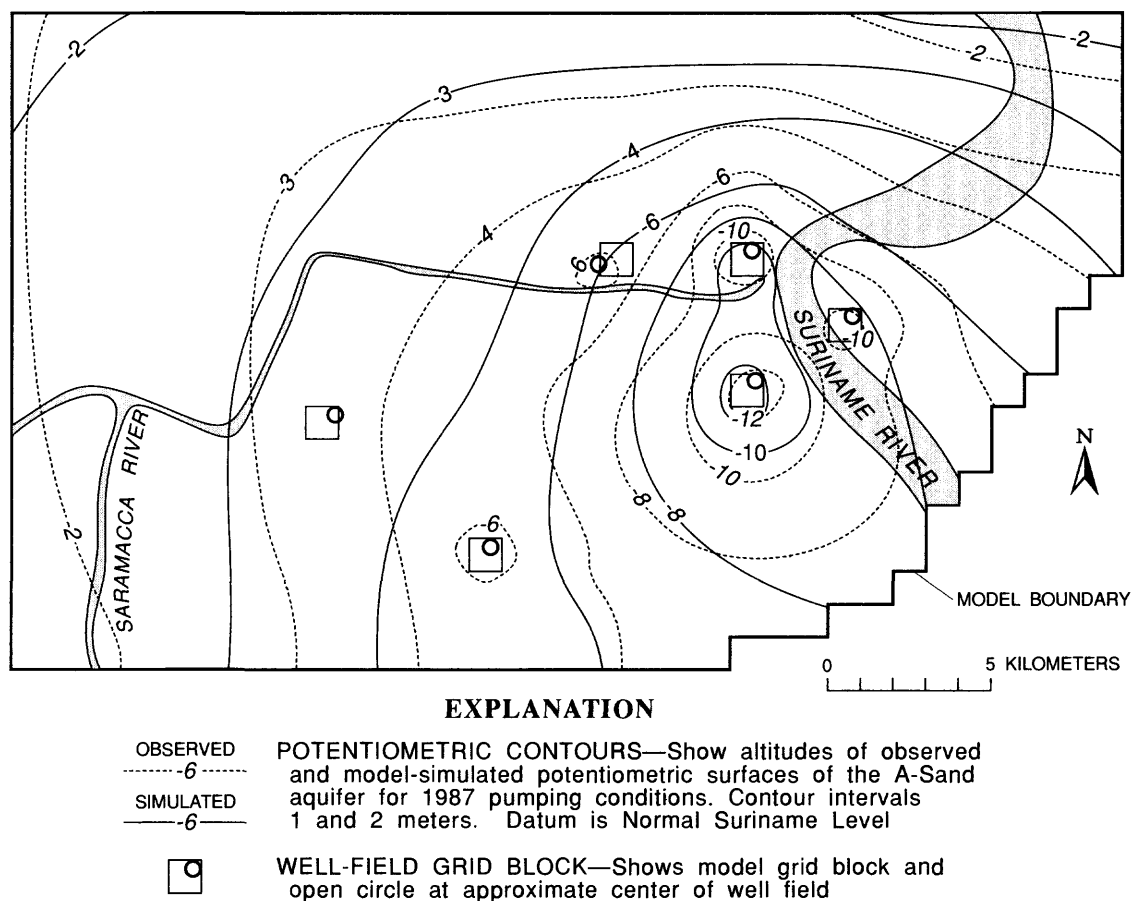 -2
-2
-2
-3
-3
4
4
-6
-6
-10
6
-10
-12
-10
-10
-8
-8
-6
-2
SURINAME RIVER
SARAMACCA RIVER
N
MODEL BOUNDARY
0 5 KILOMETERS
EXPLANATION
OBSERVED
-6
SIMULATED
-6
POTENTIOMETRIC CONTOURS—Show altitudes of observed
and model-simulated potentiometric surfaces of the A-Sand
aquifer for 1987 pumping conditions. Contour intervals
1 and 2 meters. Datum is Normal Suriname Level
WELL-FIELD GRID BLOCK—Shows model grid block and
open circle at approximate center of well field